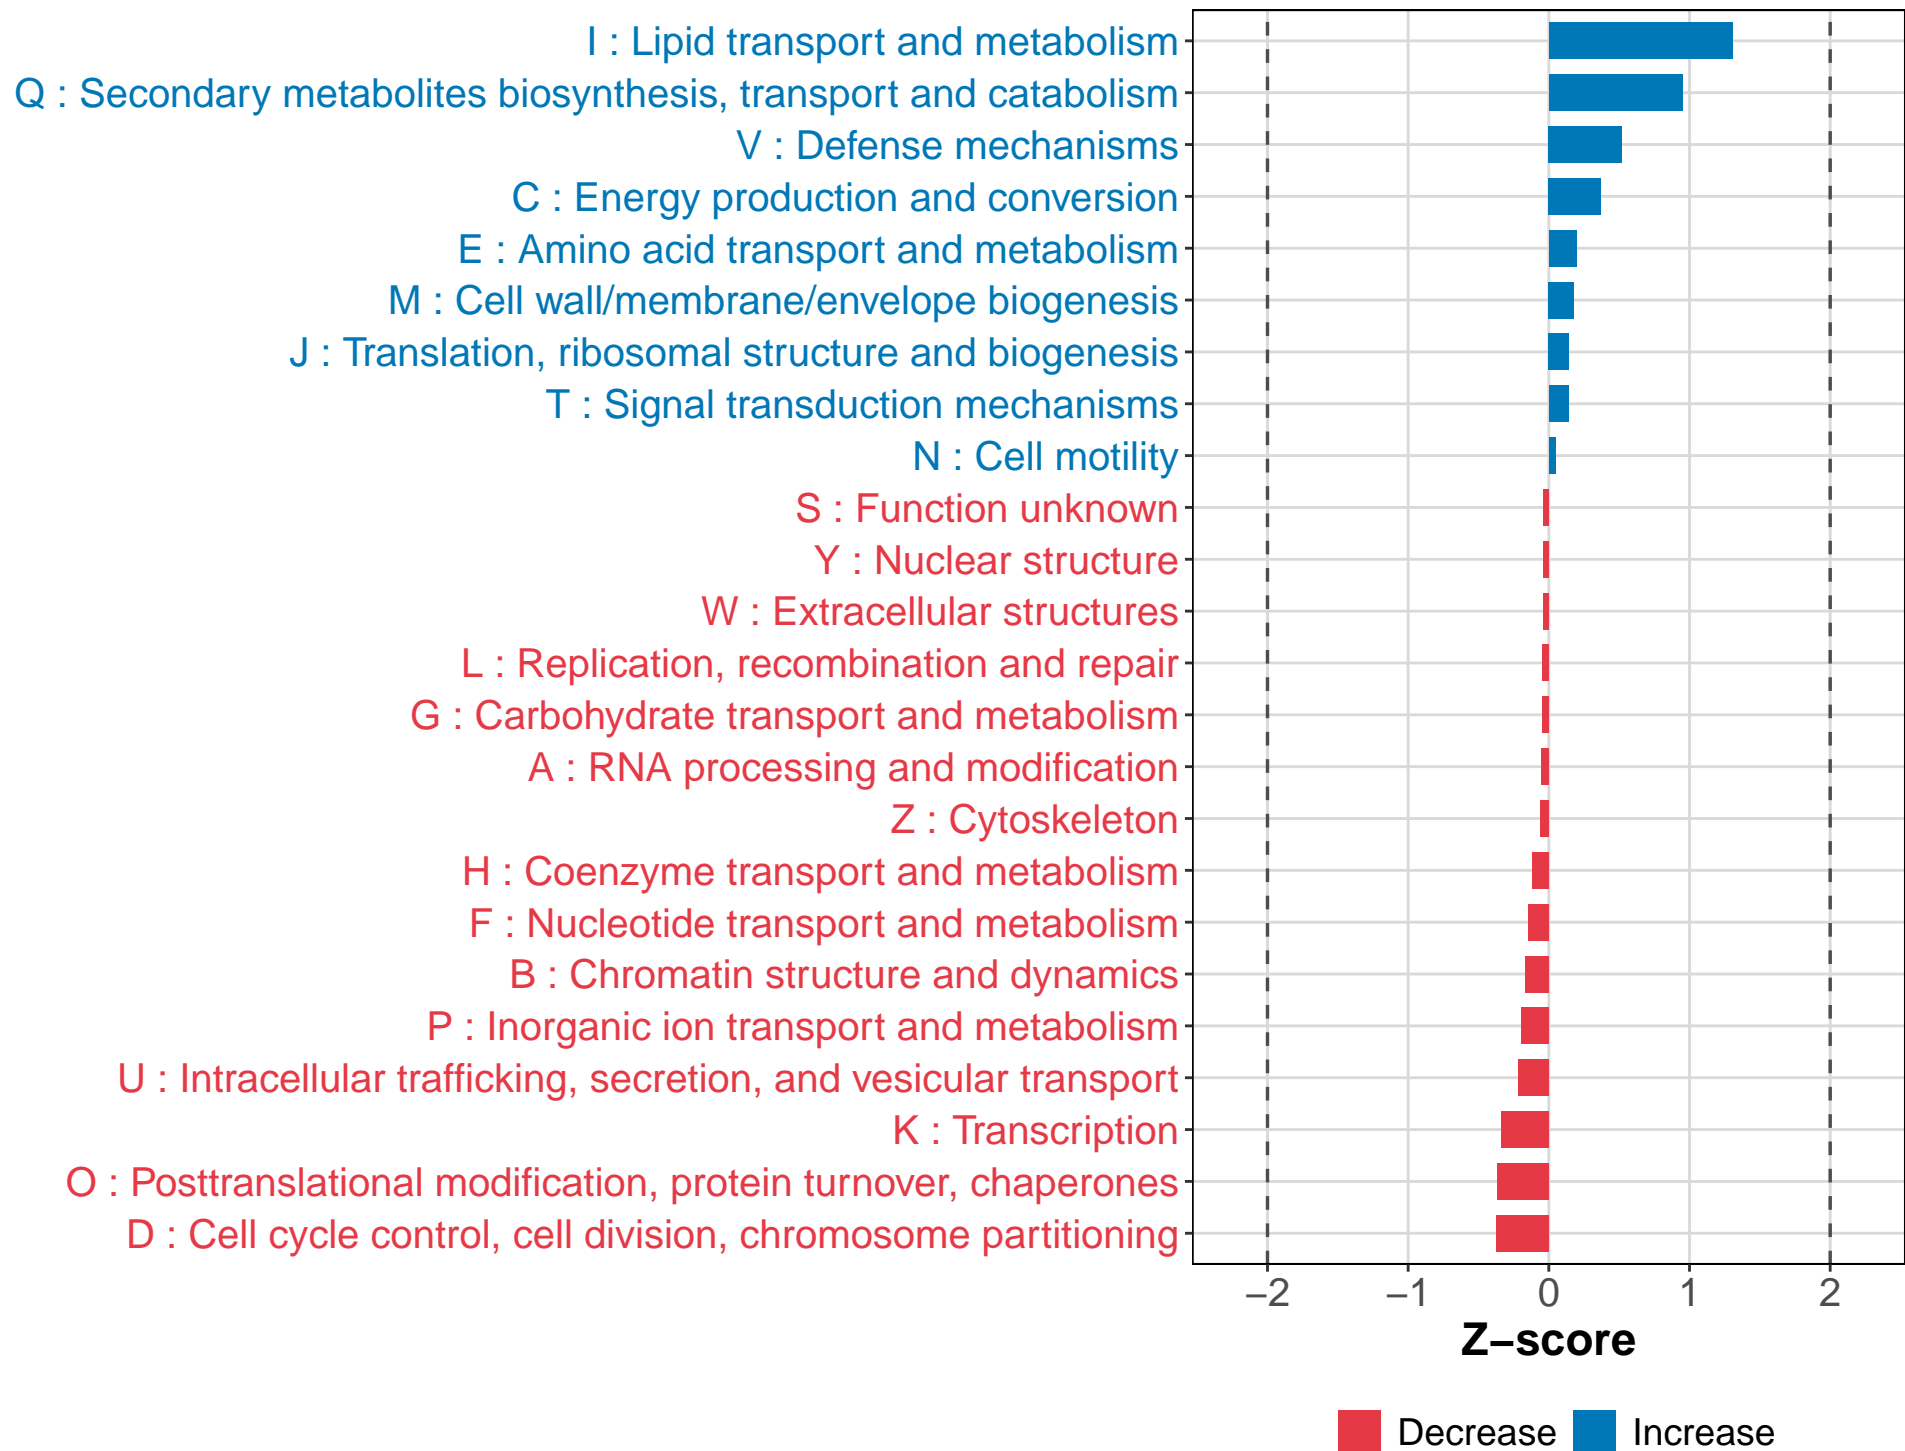 I : Lipid transport and metabolism
Q : Secondary metabolites biosynthesis, transport and catabolism
V : Defense mechanisms
C : Energy production and conversion
E : Amino acid transport and metabolism
M : Cell wall/membrane/envelope biogenesis
J : Translation, ribosomal structure and biogenesis
T : Signal transduction mechanisms
N : Cell motility
S : Function unknown
Y : Nuclear structure
W : Extracellular structures
L : Replication, recombination and repair
G : Carbohydrate transport and metabolism
A : RNA processing and modification
Z : Cytoskeleton
H : Coenzyme transport and metabolism
F : Nucleotide transport and metabolism
B : Chromatin structure and dynamics
P : Inorganic ion transport and metabolism
U : Intracellular trafficking, secretion, and vesicular transport
K : Transcription
O : Posttranslational modification, protein turnover, chaperones
D : Cell cycle control, cell division, chromosome partitioning
−2 −1 0 1 2
Z−score
Decrease Increase